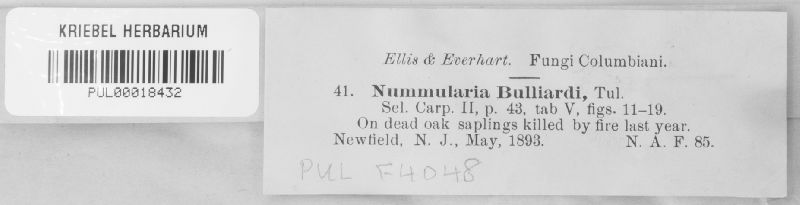 KRIEBEL HERBARIUM
PUL00018432
Ellis & Everhart. Fungi Columbiani.
41. Nummularia Bulliardi, Tul.
Sel. Carp. II, p. 43, tab V, figs. 11-19.
On dead oak saplings killed by fire last year.
Newfield, N. J., May, 1893. N. A. F. 85.
PUL F4048